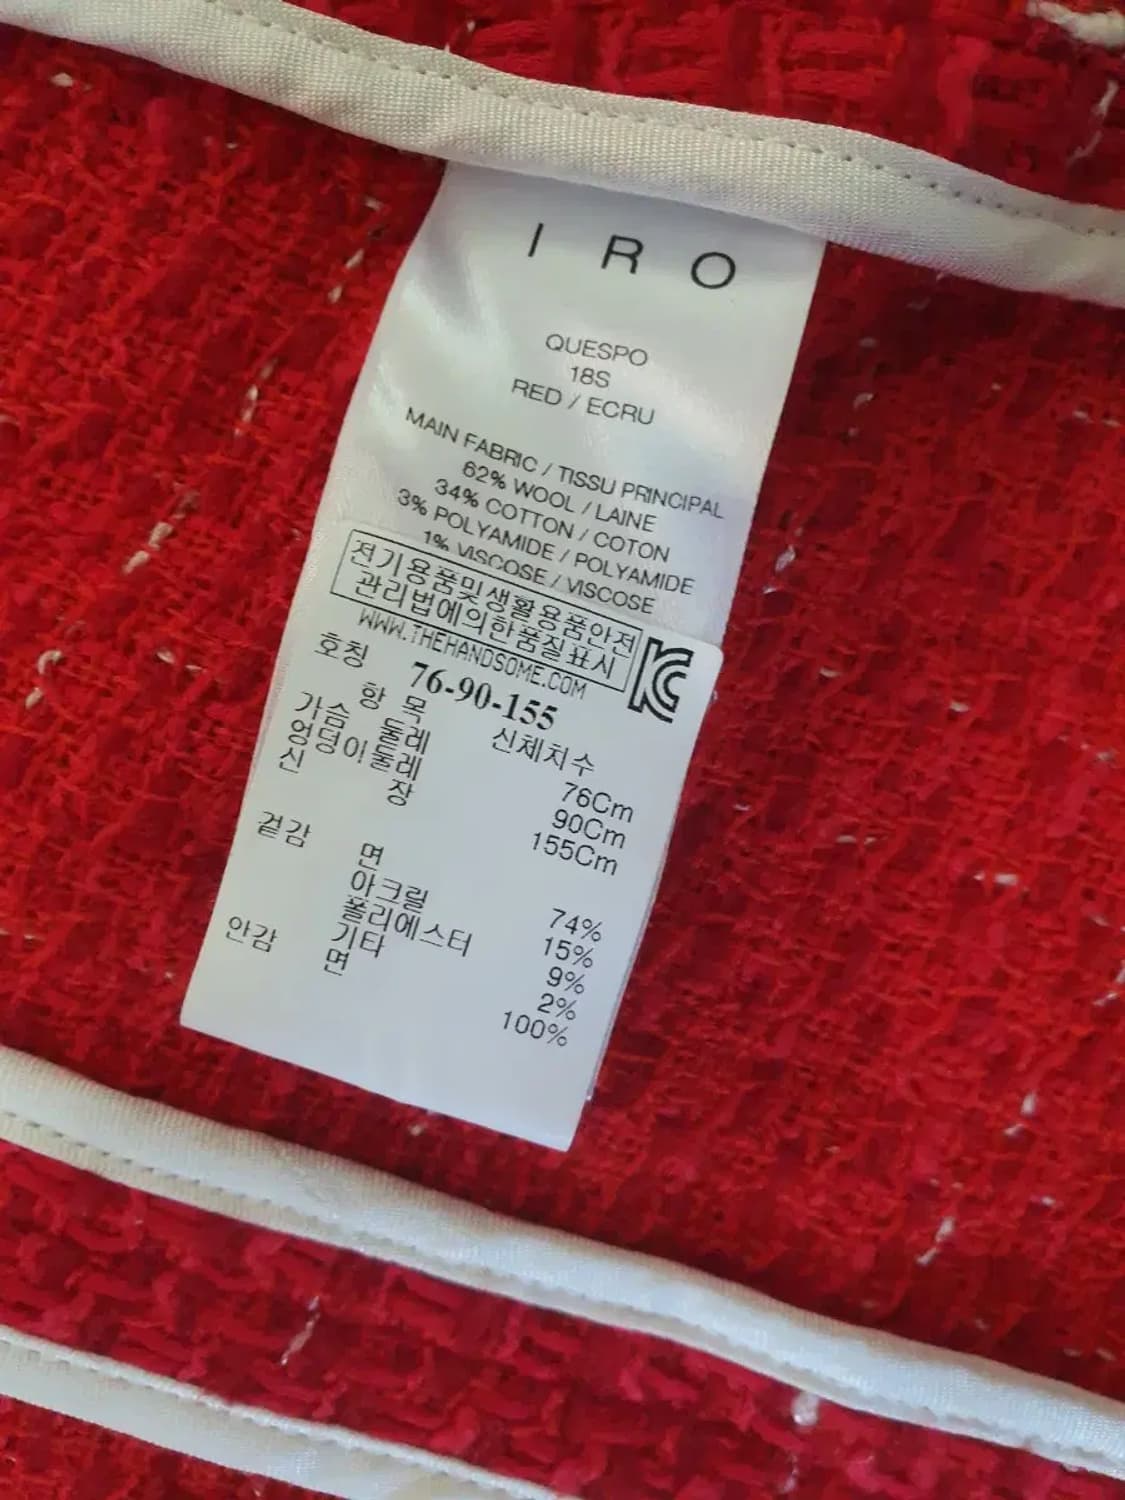 I R O
QUESPO
18S
RED / ECRU
MAIN FABRIC / TISSU PRINCIPAL
62% WOOL / LAINE
34% COTTON / COTON
3% POLYAMIDE / POLYAMIDE
1% VISCOSE / VISCOSE
전기용품및생활용품안전
관리법에의한품질표시
WWW.THEHANDSOME.COM
호칭 76-90-155
항 목 신체치수
가슴 둘레 76Cm
엉덩이둘레 90Cm
신 장 155Cm
겉감 면 74%
아크릴 15%
폴리에스터 9%
기타 2%
안감 면 100%